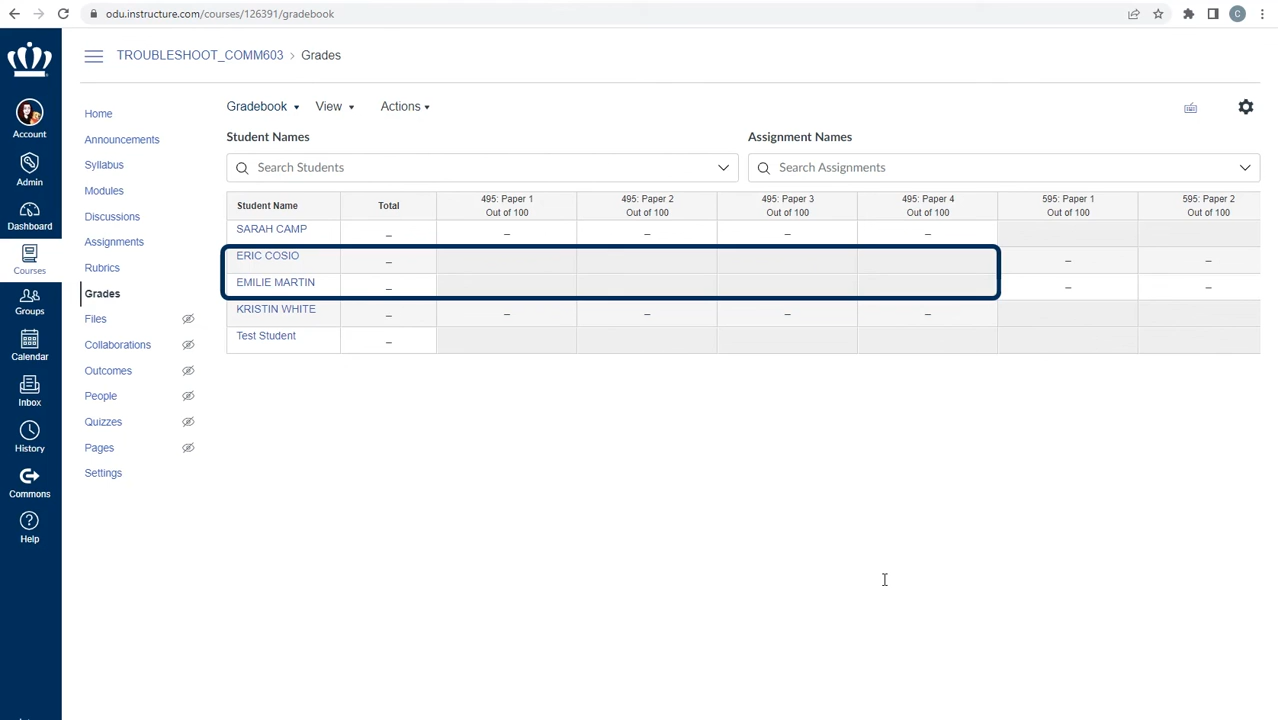 odu.instructure.com/courses/126391/gradebook
C
TROUBLESHOOT_COMM603 > Grades
Account
Admin
Dashboard
Courses
Groups
Calendar
Inbox
History
Commons
Help
Home
Announcements
Syllabus
Modules
Discussions
Assignments
Rubrics
Grades
Files
Collaborations
Outcomes
People
Quizzes
Pages
Settings
Gradebook View Actions
Student Names Assignment Names
Search Students Search Assignments
Student Name Total 495: Paper 1 Out of 100 495: Paper 2 Out of 100 495: Paper 3 Out of 100 495: Paper 4 Out of 100 595: Paper 1 Out of 100 595: Paper 2 Out of 100
SARAH CAMP – – – – –
ERIC COSIO – – –
EMILIE MARTIN – – –
KRISTIN WHITE – – – – –
Test Student –